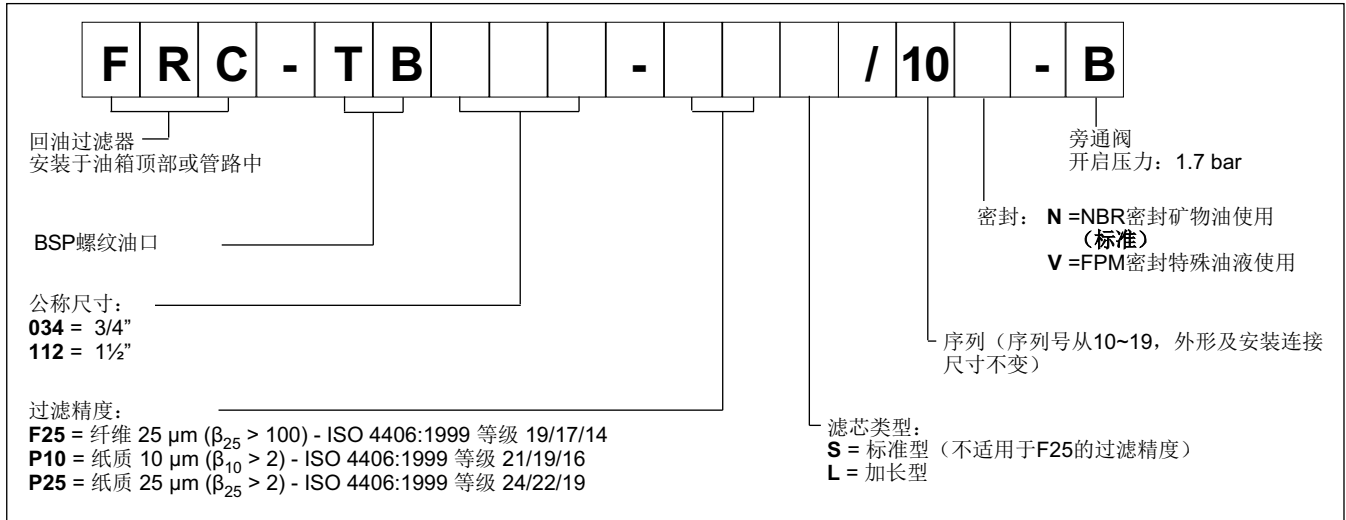 F R C - T B - / 10 - B
回油过滤器
安装于油箱顶部或管路中
旁通阀
开启压力：1.7 bar
密封： N =NBR密封矿物油使用
（标准）
V =FPM密封特殊油液使用
BSP螺纹油口
公称尺寸：
034 = 3/4”
112 = 1½”
序列（序列号从10~19，外形及安装连接
尺寸不变）
过滤精度：
F25 = 纤维 25 μm (β25 > 100) - ISO 4406:1999 等级 19/17/14
P10 = 纸质 10 μm (β10 > 2) - ISO 4406:1999 等级 21/19/16
P25 = 纸质 25 μm (β25 > 2) - ISO 4406:1999 等级 24/22/19
滤芯类型：
S = 标准型（不适用于F25的过滤精度）
L = 加长型